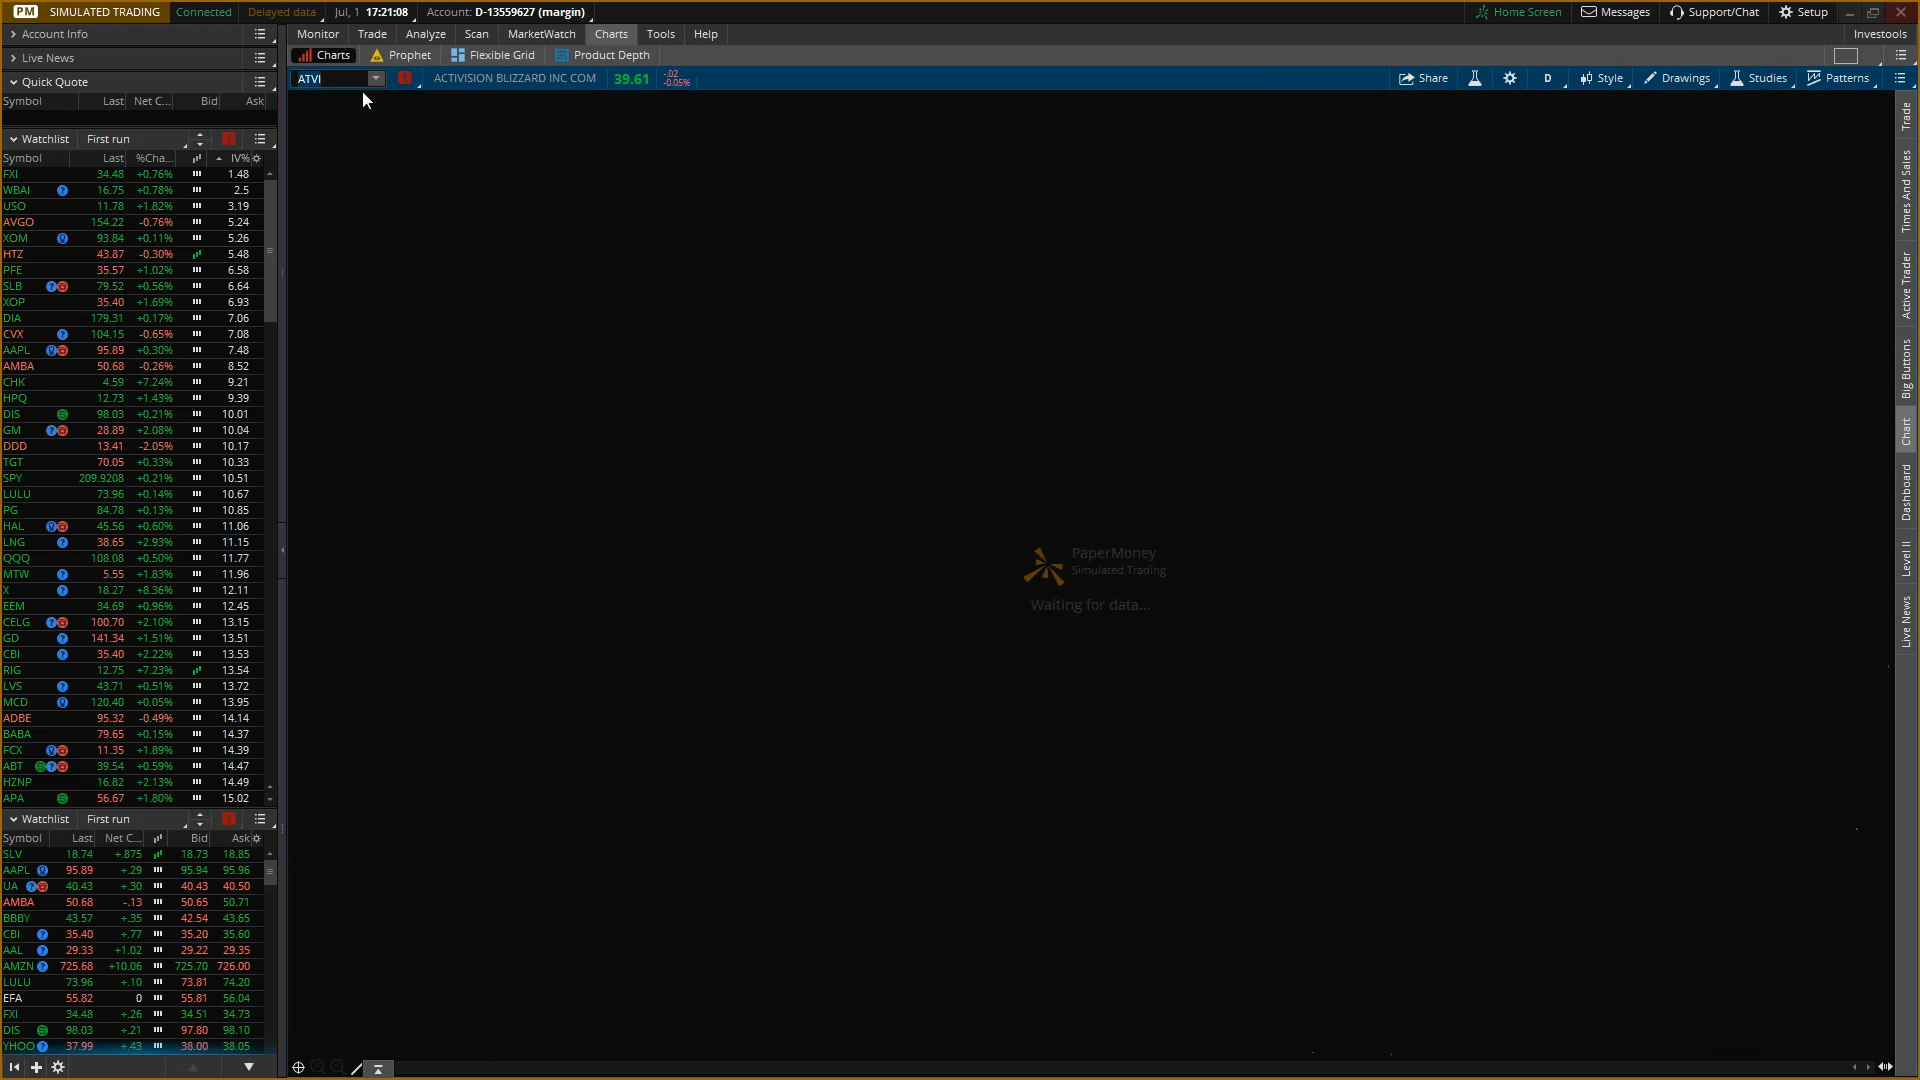 PM SIMULATED TRADING Connected Delayed data Jul, 1 17:21:08 Account: D-13559627 (margin) Home Screen Messages Support/Chat Setup
Account Info
Monitor Trade Analyze Scan MarketWatch Charts Tools Help Investools
Live News
Charts Prophet Flexible Grid Product Depth
Quick Quote
ATVI ACTIVISION BLIZZARD INC COM 39.61 -.02 -0.05% Share D Style Drawings Studies Patterns
Symbol Last Net C... Bid Ask
Watchlist First run
Symbol Last %Cha... IV%
FXI 34.48 +0.76% 1.48
WBAI 16.75 +0.78% 2.5
USO 11.78 +1.82% 3.19
AVGO 154.22 -0.76% 5.24
XOM 93.84 +0.11% 5.26
HTZ 43.87 -0.30% 5.48
PFE 35.57 +1.02% 6.58
SLB 79.52 +0.56% 6.64
XOP 35.40 +1.69% 6.93
DIA 179.31 +0.17% 7.06
CVX 104.15 -0.65% 7.08
AAPL 95.89 +0.30% 7.48
AMBA 50.68 -0.26% 8.52
CHK 4.59 +7.24% 9.21
HPQ 12.73 +1.43% 9.39
DIS 98.03 +0.21% 10.01
GM 28.89 +2.08% 10.04
DDD 13.41 -2.05% 10.17
TGT 70.05 +0.33% 10.33
SPY 209.9208 +0.21% 10.51
LULU 73.96 +0.14% 10.67
PG 84.78 +0.13% 10.85
HAL 45.56 +0.60% 11.06
LNG 38.65 +2.93% 11.15
QQQ 108.08 +0.50% 11.77
MTW 5.55 +1.83% 11.96
X 18.27 +8.36% 12.11
EEM 34.69 +0.96% 12.45
CELG 100.70 +2.10% 13.15
GD 141.34 +1.51% 13.51
CBI 35.40 +2.22% 13.53
RIG 12.75 +7.23% 13.54
LVS 43.71 +0.51% 13.72
MCD 120.40 +0.05% 13.95
ADBE 95.32 -0.49% 14.14
BABA 79.65 +0.15% 14.37
FCX 11.35 +1.89% 14.39
ABT 39.54 +0.59% 14.47
HZNP 16.82 +2.13% 14.49
APA 56.67 +1.80% 15.02
Watchlist First run
Symbol Last Net C... Bid Ask
SLV 18.74 +.875 18.73 18.85
AAPL 95.89 +.29 95.94 95.96
UA 40.43 +.30 40.43 40.50
AMBA 50.68 -.13 50.65 50.71
BBBY 43.57 +.35 42.54 43.65
CBI 35.40 +.77 35.20 35.60
AAL 29.33 +1.02 29.22 29.35
AMZN 725.68 +10.06 725.70 726.00
LULU 73.96 +.10 73.81 74.20
EFA 55.82 0 55.81 56.04
FXI 34.48 +.26 34.51 34.73
DIS 98.03 +.21 97.80 98.10
YHOO 37.99 +.43 38.00 38.05
PaperMoney
Simulated Trading
Waiting for data...
Trade
Times And Sales
Active Trader
Big Buttons
Chart
Dashboard
Level II
Live News